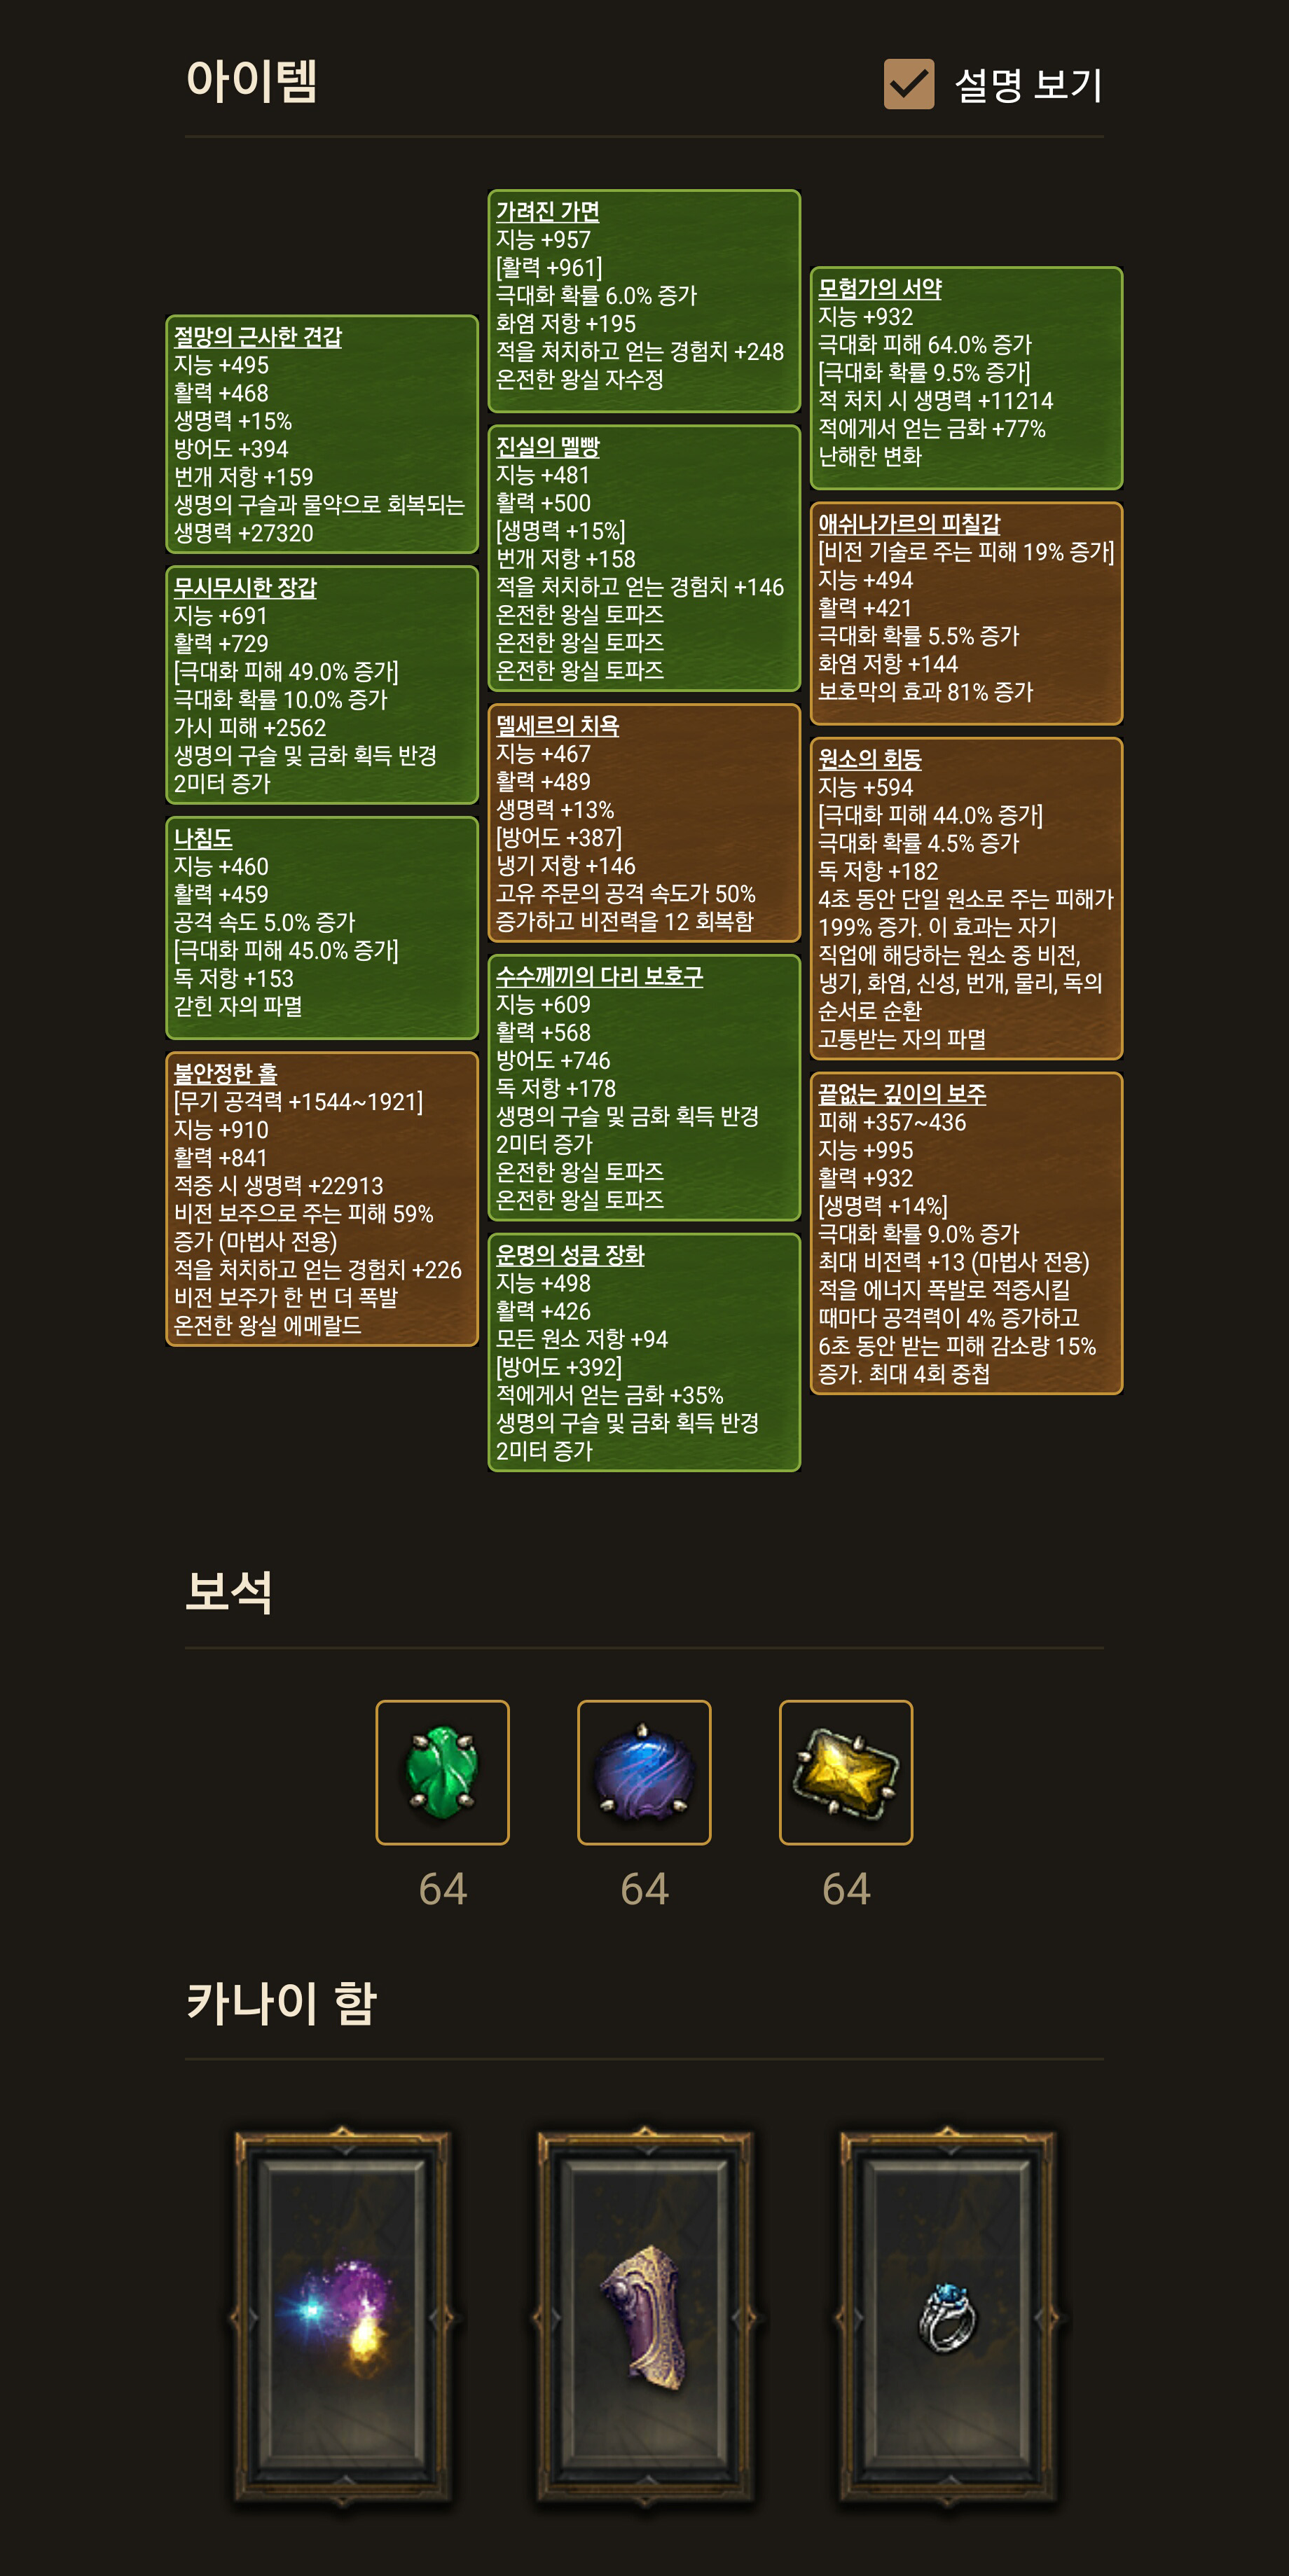 아이템
설명 보기
절망의 근사한 견갑
지능 +495
활력 +468
생명력 +15%
방어도 +394
번개 저항 +159
생명의 구슬과 물약으로 회복되는
생명력 +27320
무시무시한 장갑
지능 +691
활력 +729
[극대화 피해 49.0% 증가]
극대화 확률 10.0% 증가
가시 피해 +2562
생명의 구슬 및 금화 획득 반경
2미터 증가
나침도
지능 +460
활력 +459
공격 속도 5.0% 증가
[극대화 피해 45.0% 증가]
독 저항 +153
갇힌 자의 파멸
불안정한 홀
[무기 공격력 +1544~1921]
지능 +910
활력 +841
적중 시 생명력 +22913
비전 보주으로 주는 피해 59%
증가 (마법사 전용)
적을 처치하고 얻는 경험치 +226
비전 보주가 한 번 더 폭발
온전한 왕실 에메랄드
가려진 가면
지능 +957
[활력 +961]
극대화 확률 6.0% 증가
화염 저항 +195
적을 처치하고 얻는 경험치 +248
온전한 왕실 자수정
진실의 멜빵
지능 +481
활력 +500
[생명력 +15%]
번개 저항 +158
적을 처치하고 얻는 경험치 +146
온전한 왕실 토파즈
온전한 왕실 토파즈
온전한 왕실 토파즈
델세르의 치욕
지능 +467
활력 +489
생명력 +13%
[방어도 +387]
냉기 저항 +146
고유 주문의 공격 속도가 50%
증가하고 비전력을 12 회복함
수수께끼의 다리 보호구
지능 +609
활력 +568
방어도 +746
독 저항 +178
생명의 구슬 및 금화 획득 반경
2미터 증가
온전한 왕실 토파즈
온전한 왕실 토파즈
운명의 성큼 장화
지능 +498
활력 +426
모든 원소 저항 +94
[방어도 +392]
적에게서 얻는 금화 +35%
생명의 구슬 및 금화 획득 반경
2미터 증가
모험가의 서약
지능 +932
극대화 피해 64.0% 증가
[극대화 확률 9.5% 증가]
적 처치 시 생명력 +11214
적에게서 얻는 금화 +77%
난해한 변화
애쉬나가르의 피칠갑
[비전 기술로 주는 피해 19% 증가]
지능 +494
활력 +421
극대화 확률 5.5% 증가
화염 저항 +144
보호막의 효과 81% 증가
원소의 회동
지능 +594
[극대화 피해 44.0% 증가]
극대화 확률 4.5% 증가
독 저항 +182
4초 동안 단일 원소로 주는 피해가
199% 증가. 이 효과는 자기
직업에 해당하는 원소 중 비전,
냉기, 화염, 신성, 번개, 물리, 독의
순서로 순환
고통받는 자의 파멸
끝없는 깊이의 보주
피해 +357~436
지능 +995
활력 +932
[생명력 +14%]
극대화 확률 9.0% 증가
최대 비전력 +13 (마법사 전용)
적을 에너지 폭발로 적중시킬
때마다 공격력이 4% 증가하고
6초 동안 받는 피해 감소량 15%
증가. 최대 4회 중첩
보석
64
64
64
카나이 함